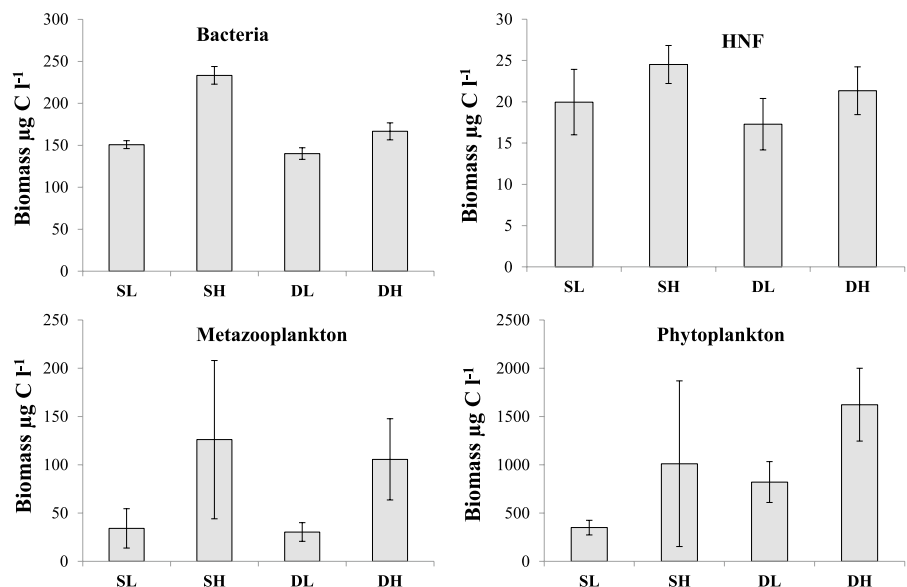 Bacteria
Biomass µg C l-1
300
250
200
150
100
50
0
SL SH DL DH
HNF
Biomass µg C l-1
30
25
20
15
10
5
0
SL SH DL DH
Metazooplankton
Biomass µg C l-1
250
200
150
100
50
0
SL SH DL DH
Phytoplankton
Biomass µg C l-1
2500
2000
1500
1000
500
0
SL SH DL DH